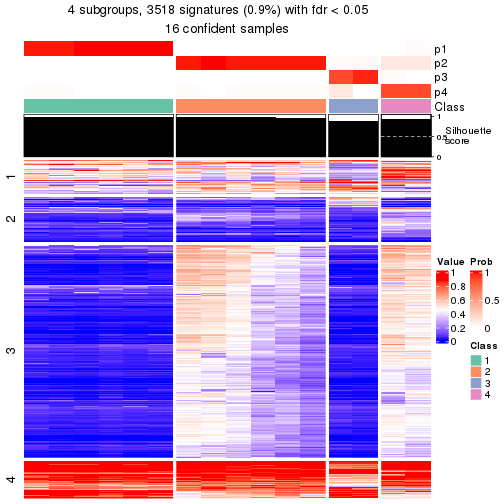 4 subgroups, 3518 signatures (0.9%) with fdr < 0.05
16 confident samples
p1
p2
p3
p4
Class
1
0.5
0
Silhouette
score
1
2
3
4
Value
1
0.8
0.6
0.4
0.2
0
Prob
1
0.5
0
Class
1
2
3
4